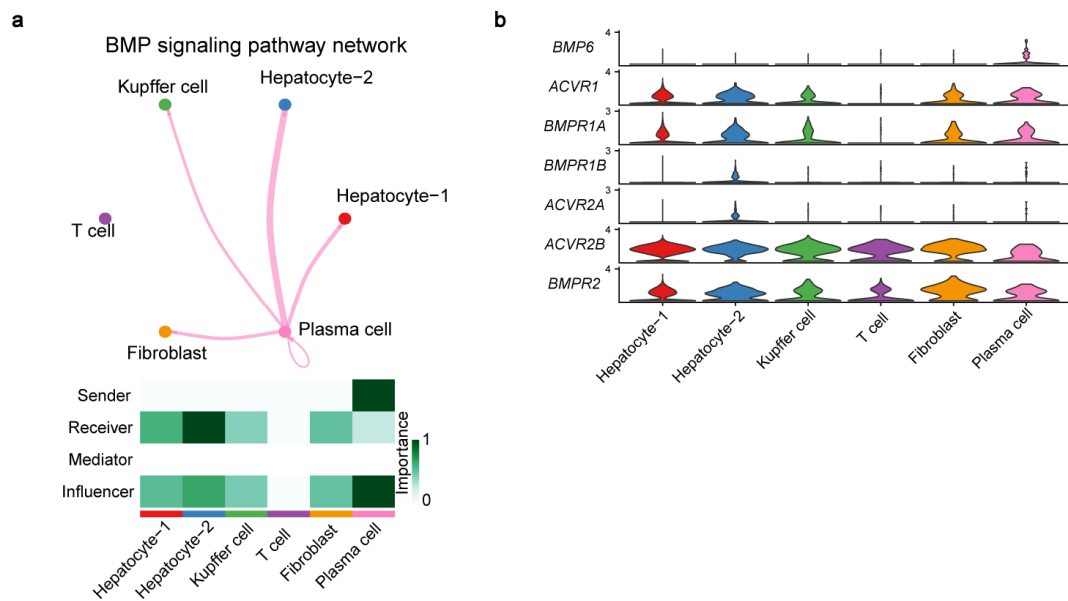 a
BMP signaling pathway network
Kupffer cell
Hepatocyte−2
Hepatocyte−1
T cell
Plasma cell
Fibroblast
Sender
Receiver
Mediator
Influencer
Importance
1
0
Hepatocyte−1
Hepatocyte−2
Kupffer cell
T cell
Fibroblast
Plasma cell
b
4
BMP6
4
ACVR1
3
BMPR1A
3
BMPR1B
3
ACVR2A
4
ACVR2B
4
BMPR2
Hepatocyte−1
Hepatocyte−2
Kupffer cell
T cell
Fibroblast
Plasma cell